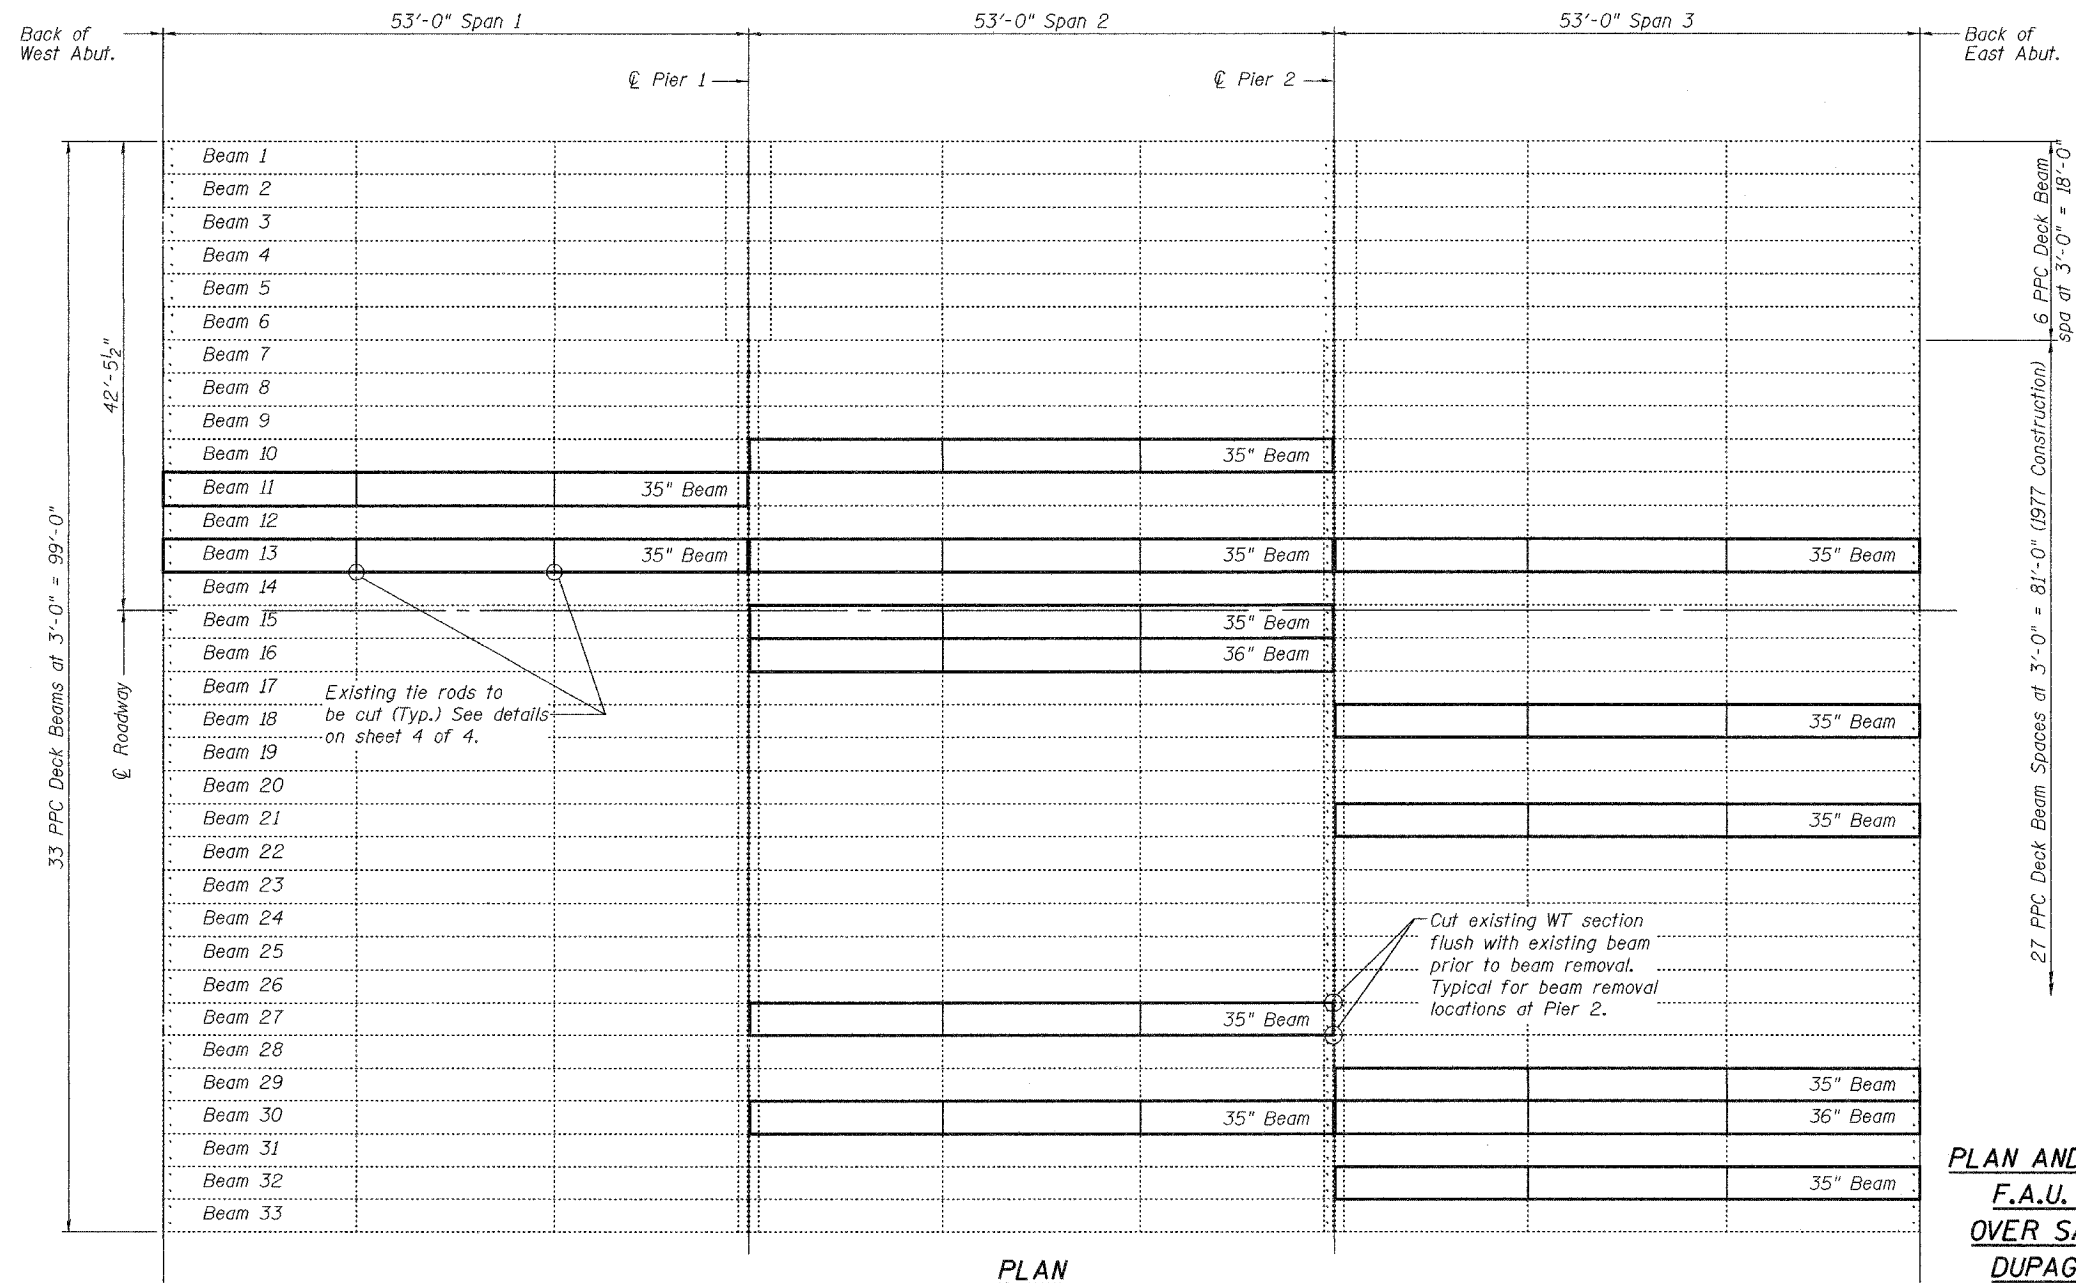 53'-0" Span 1
53'-0" Span 2
53'-0" Span 3
Back of
West Abut.
Back of
East Abut.
℄ Pier 1
℄ Pier 2
Beam 1
Beam 2
Beam 3
Beam 4
Beam 5
Beam 6
Beam 7
Beam 8
Beam 9
Beam 10
35" Beam
Beam 11
35" Beam
Beam 12
Beam 13
35" Beam
35" Beam
35" Beam
Beam 14
Beam 15
35" Beam
Beam 16
36" Beam
Beam 17
Beam 18
35" Beam
Existing tie rods to
be cut (Typ.) See details
on sheet 4 of 4.
Beam 19
Beam 20
Beam 21
35" Beam
Beam 22
Beam 23
Beam 24
Beam 25
Beam 26
Cut existing WT section
flush with existing beam
prior to beam removal.
Typical for beam removal
locations at Pier 2.
Beam 27
35" Beam
Beam 28
Beam 29
35" Beam
Beam 30
35" Beam
36" Beam
Beam 31
Beam 32
35" Beam
Beam 33
33 PPC Deck Beams at 3'-0" = 99'-0"
42'-5½"
℄ Roadway
6 PPC Deck Beam
spa at 3'-0" = 18'-0"
27 PPC Deck Beam Spaces at 3'-0" = 81'-0" (1977 Construction)
PLAN
PLAN AND
F.A.U.
OVER SA
DUPAG